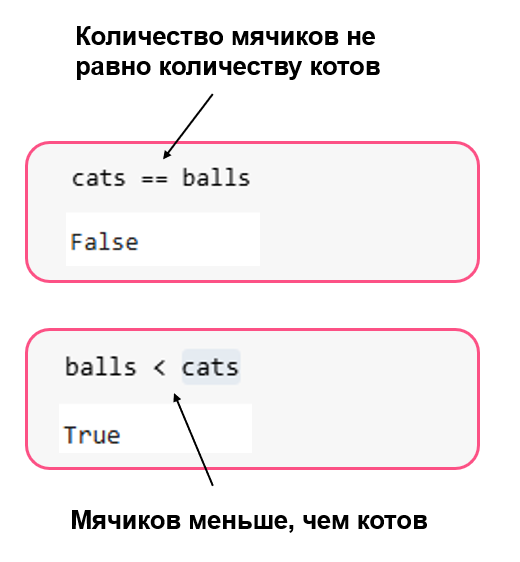 Количество мячиков не
равно количеству котов
cats == balls
False
balls < cats
True
Мячиков меньше, чем котов